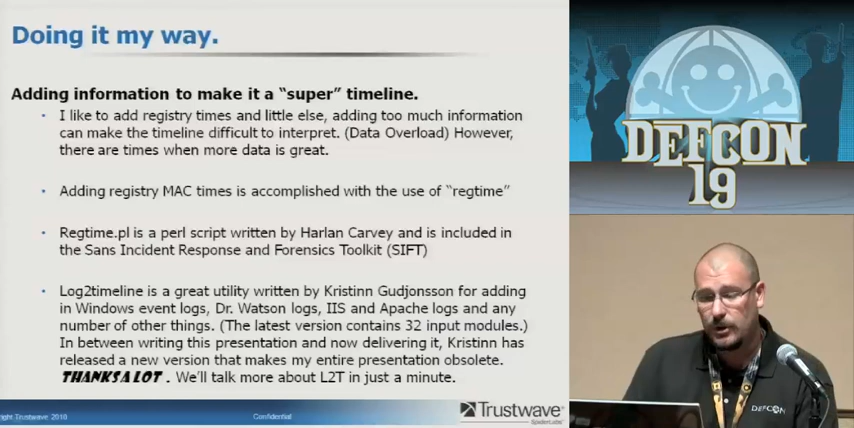 Doing it my way.
Adding information to make it a “super” timeline.
• I like to add registry times and little else, adding too much information
can make the timeline difficult to interpret. (Data Overload) However,
there are times when more data is great.
• Adding registry MAC times is accomplished with the use of “regtime”
• Regtime.pl is a perl script written by Harlan Carvey and is included in
the Sans Incident Response and Forensics Toolkit (SIFT)
• Log2timeline is a great utility written by Kristinn Gudjonsson for adding
in Windows event logs, Dr. Watson logs, IIS and Apache logs and any
number of other things. (The latest version contains 32 input modules.)
In between writing this presentation and now delivering it, Kristinn has
released a new version that makes my entire presentation obsolete.
THANKS A LOT . We’ll talk more about L2T in just a minute.
right Trustwave 2010
Confidential
Trustwave®
SpiderLabs®
DEFCON
19
DEFCON